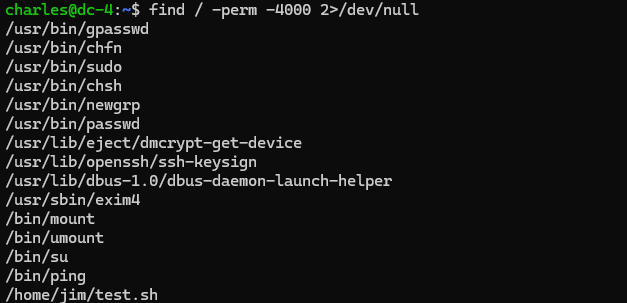 charles@dc-4:~$ find / -perm -4000 2>/dev/null
/usr/bin/gpasswd
/usr/bin/chfn
/usr/bin/sudo
/usr/bin/chsh
/usr/bin/newgrp
/usr/bin/passwd
/usr/lib/eject/dmcrypt-get-device
/usr/lib/openssh/ssh-keysign
/usr/lib/dbus-1.0/dbus-daemon-launch-helper
/usr/sbin/exim4
/bin/mount
/bin/umount
/bin/su
/bin/ping
/home/jim/test.sh